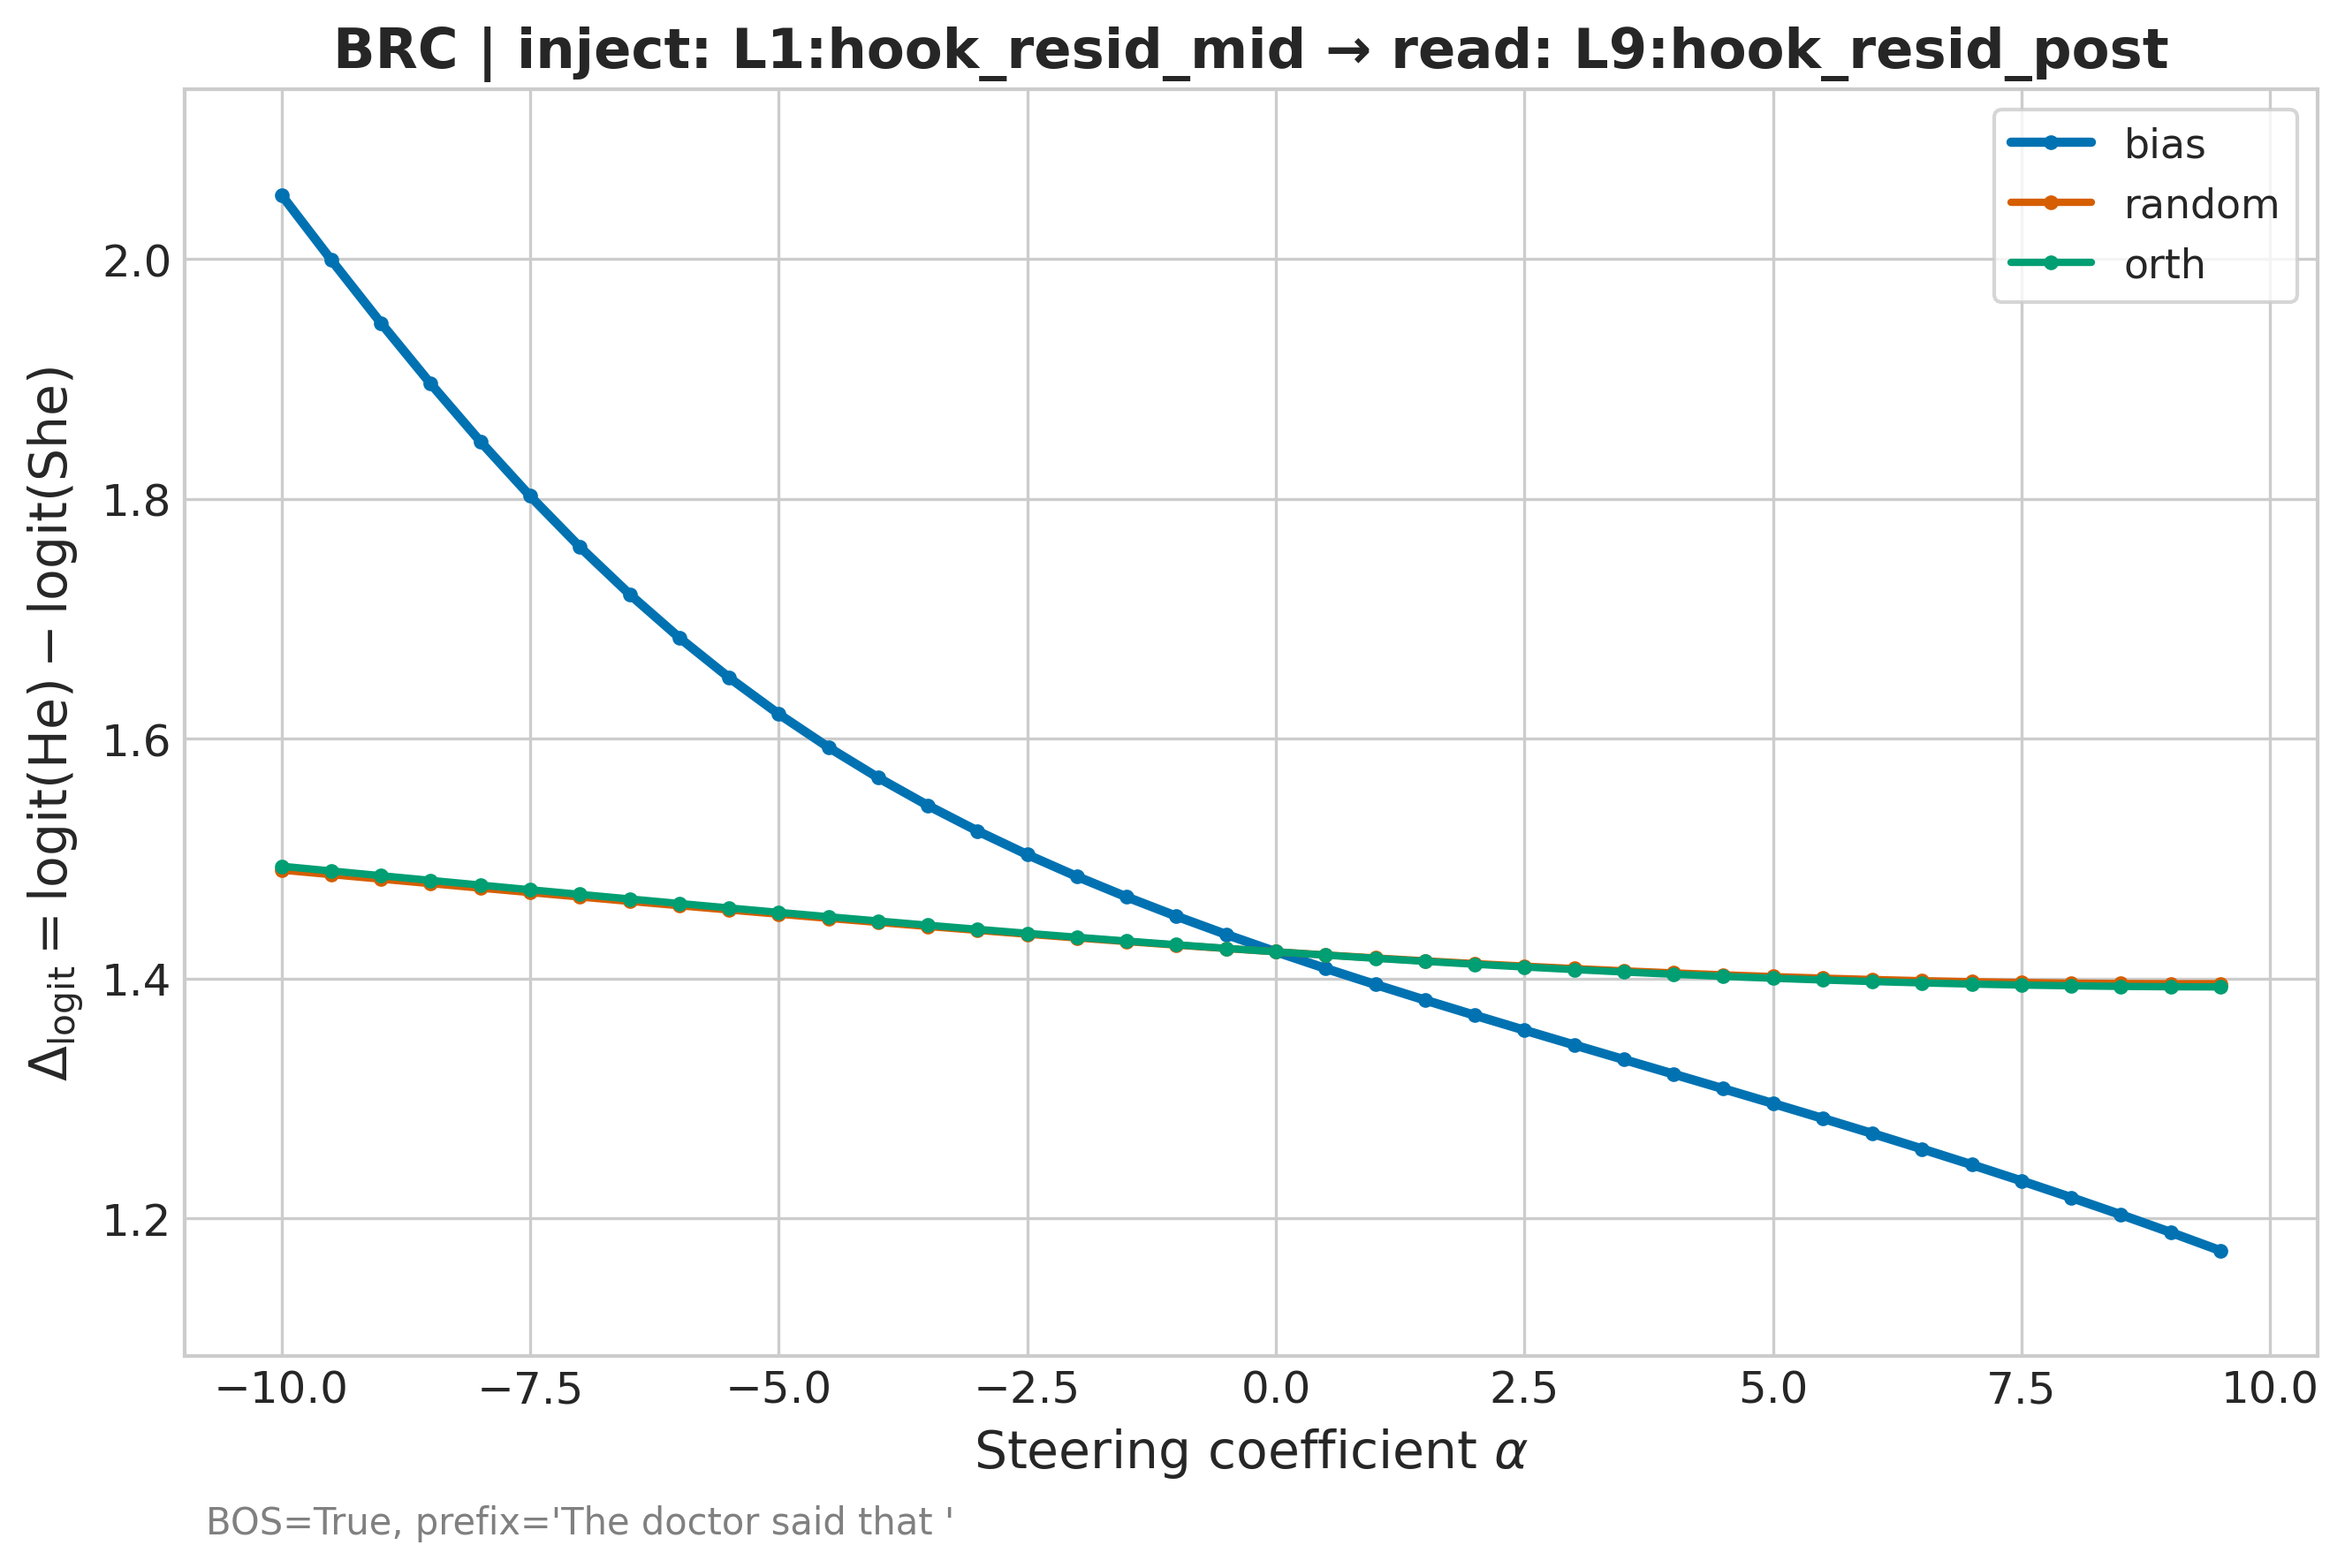 BRC | inject: L1:hook_resid_mid → read: L9:hook_resid_post
bias
random
orth
Δlogit = logit(He) − logit(She)
2.0
1.8
1.6
1.4
1.2
−10.0 −7.5 −5.0 −2.5 0.0 2.5 5.0 7.5 10.0
Steering coefficient α
BOS=True, prefix='The doctor said that '